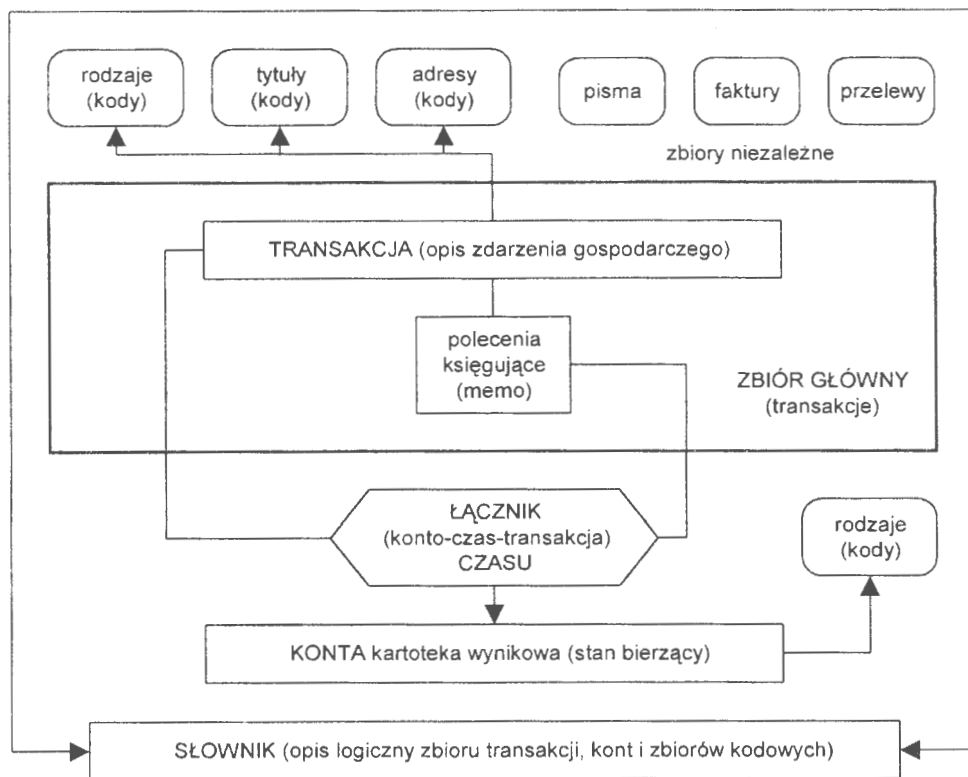 rodzaje
(kody)
tytuły
(kody)
adresy
(kody)
pisma
faktury
przelewy
zbiory niezależne
TRANSAKCJA (opis zdarzenia gospodarczego)
polecenia
księgujące
(memo)
ZBIÓR GŁÓWNY
(transakcje)
ŁĄCZNIK
(konto-czas-transakcja)
CZASU
rodzaje
(kody)
KONTA kartoteka wynikowa (stan bierzący)
SŁOWNIK (opis logiczny zbioru transakcji, kont i zbiorów kodowych)